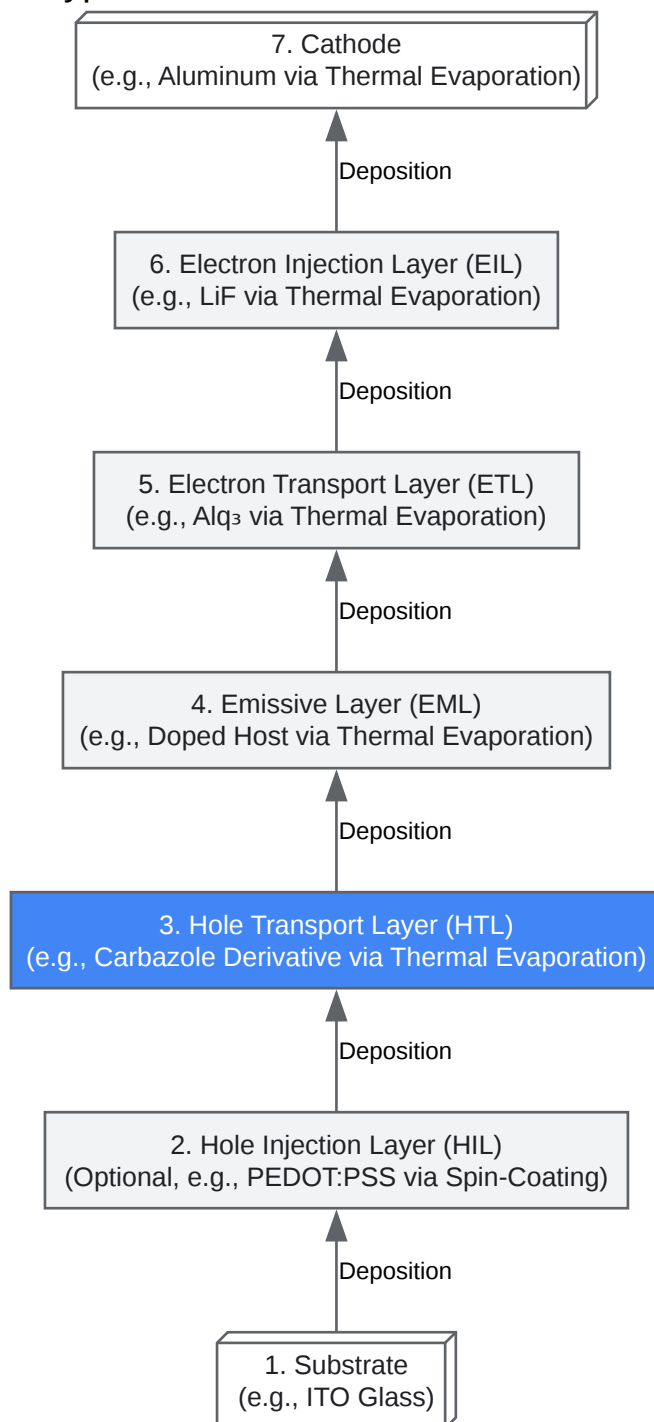 7. Cathode
(e.g., Aluminum via Thermal Evaporation)
Deposition
6. Electron Injection Layer (EIL)
(e.g., LiF via Thermal Evaporation)
Deposition
5. Electron Transport Layer (ETL)
(e.g., Alq₃ via Thermal Evaporation)
Deposition
4. Emissive Layer (EML)
(e.g., Doped Host via Thermal Evaporation)
Deposition
3. Hole Transport Layer (HTL)
(e.g., Carbazole Derivative via Thermal Evaporation)
Deposition
2. Hole Injection Layer (HIL)
(Optional, e.g., PEDOT:PSS via Spin-Coating)
Deposition
1. Substrate
(e.g., ITO Glass)